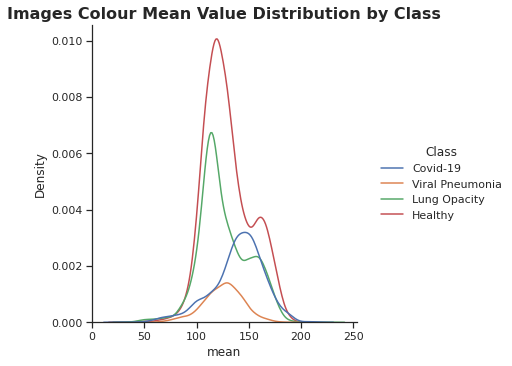 Images Colour Mean Value Distribution by Class
0.010
0.008
0.006
0.004
0.002
0.000
Density
0
50
100
150
200
250
mean
Class
Covid-19
Viral Pneumonia
Lung Opacity
Healthy